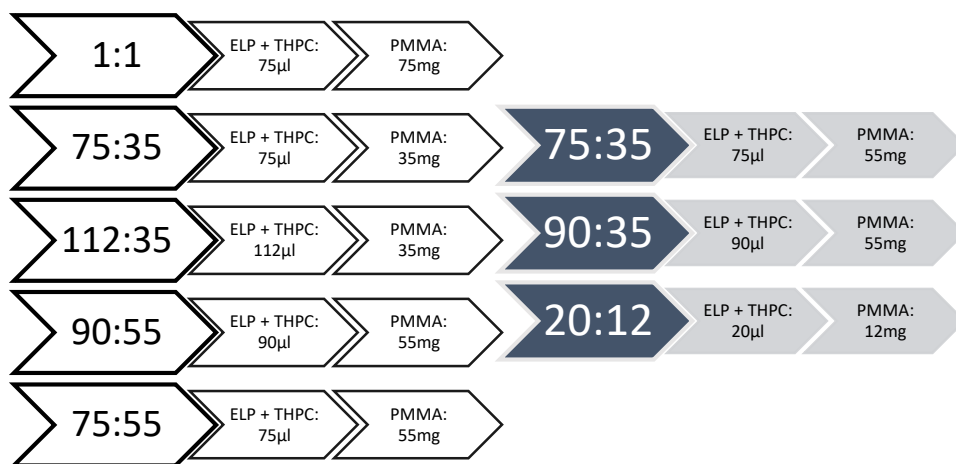 1:1
ELP + THPC:
75µl
PMMA:
75mg
75:35
ELP + THPC:
75µl
PMMA:
35mg
112:35
ELP + THPC:
112µl
PMMA:
35mg
90:55
ELP + THPC:
90µl
PMMA:
55mg
75:55
ELP + THPC:
75µl
PMMA:
55mg
75:35
ELP + THPC:
75µl
PMMA:
55mg
90:35
ELP + THPC:
90µl
PMMA:
55mg
20:12
ELP + THPC:
20µl
PMMA:
12mg